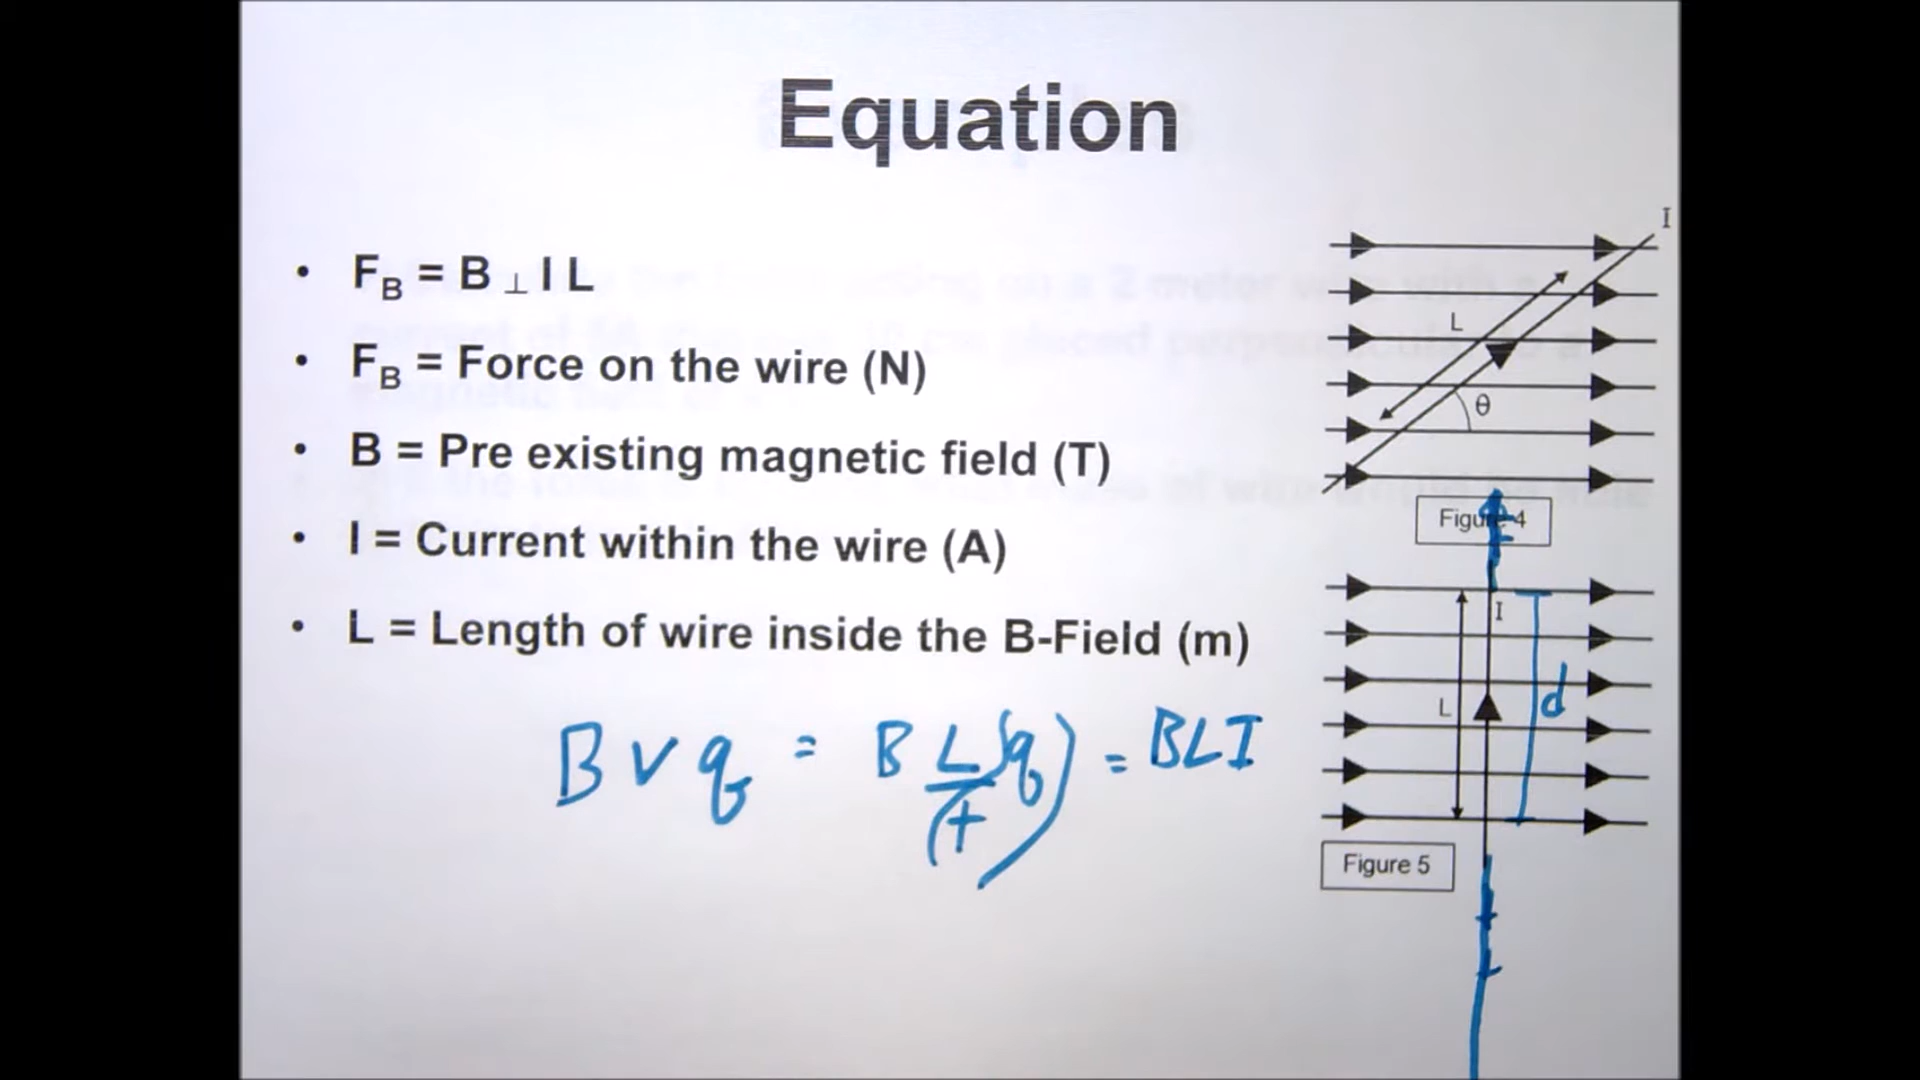 Equation
• F_B = B ⊥ I L
• F_B = Force on the wire (N)
• B = Pre existing magnetic field (T)
• I = Current within the wire (A)
• L = Length of wire inside the B-Field (m)
B v q = B L/(t (q) = BLI
I
L
θ
Figure 4
I
L
d
Figure 5